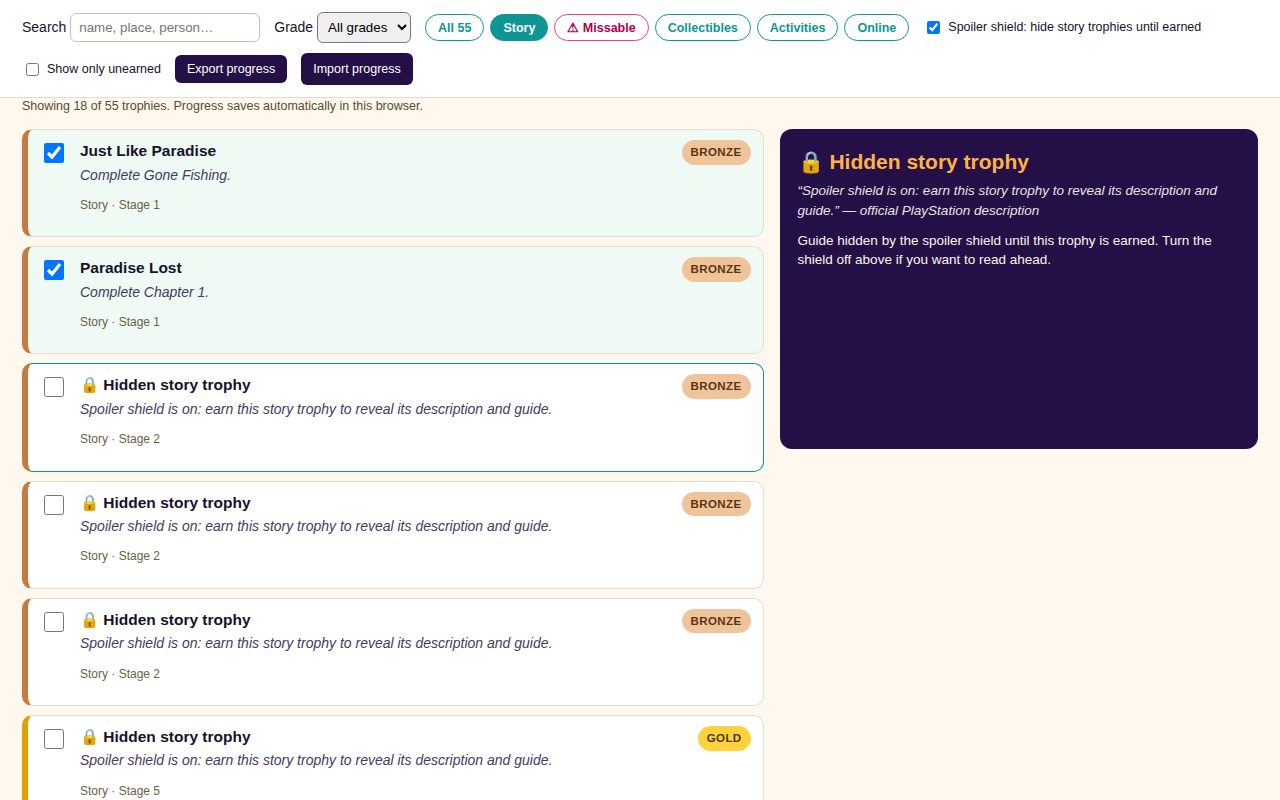 Search name, place, person… Grade All grades All 55 Story ⚠ Missable Collectibles Activities Online Spoiler shield: hide story trophies until earned
Show only unearned Export progress Import progress
Showing 18 of 55 trophies. Progress saves automatically in this browser.
Just Like Paradise BRONZE
Complete Gone Fishing.
Story · Stage 1
Paradise Lost BRONZE
Complete Chapter 1.
Story · Stage 1
🔒 Hidden story trophy BRONZE
Spoiler shield is on: earn this story trophy to reveal its description and guide.
Story · Stage 2
🔒 Hidden story trophy BRONZE
Spoiler shield is on: earn this story trophy to reveal its description and guide.
Story · Stage 2
🔒 Hidden story trophy BRONZE
Spoiler shield is on: earn this story trophy to reveal its description and guide.
Story · Stage 2
🔒 Hidden story trophy GOLD
Spoiler shield is on: earn this story trophy to reveal its description and guide.
Story · Stage 5
🔒 Hidden story trophy
“Spoiler shield is on: earn this story trophy to reveal its description and
guide.” — official PlayStation description
Guide hidden by the spoiler shield until this trophy is earned. Turn the
shield off above if you want to read ahead.